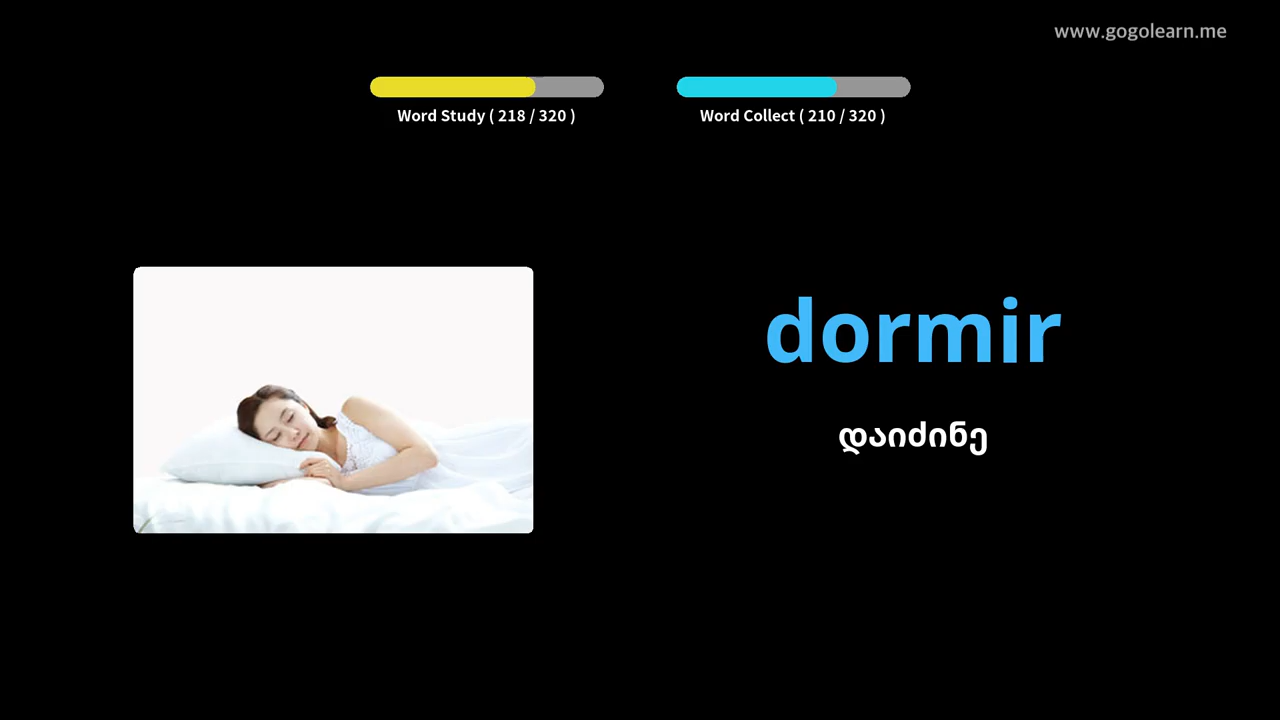 www.gogolearn.me
Word Study ( 218 / 320 )
Word Collect ( 210 / 320 )
dormir
დაიძინე